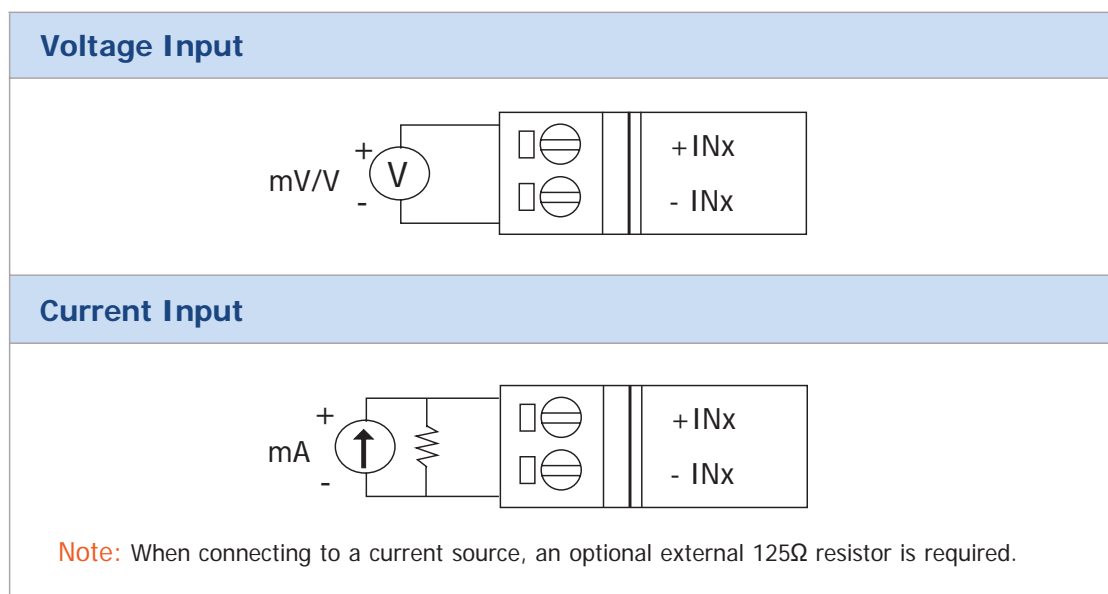 Voltage Input
+
mV/V
V
-
+INx
- INx
Current Input
+
mA
-
+INx
- INx
Note: When connecting to a current source, an optional external 125Ω resistor is required.